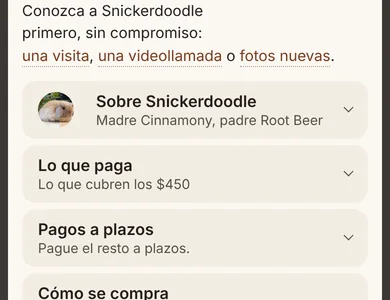 Conozca a Snickerdoodle
primero, sin compromiso:
una visita, una videollamada o fotos nuevas.
Sobre Snickerdoodle
Madre Cinnamony, padre Root Beer
Lo que paga
Lo que cubren los $450
Pagos a plazos
Pague el resto a plazos.
Cómo se compra